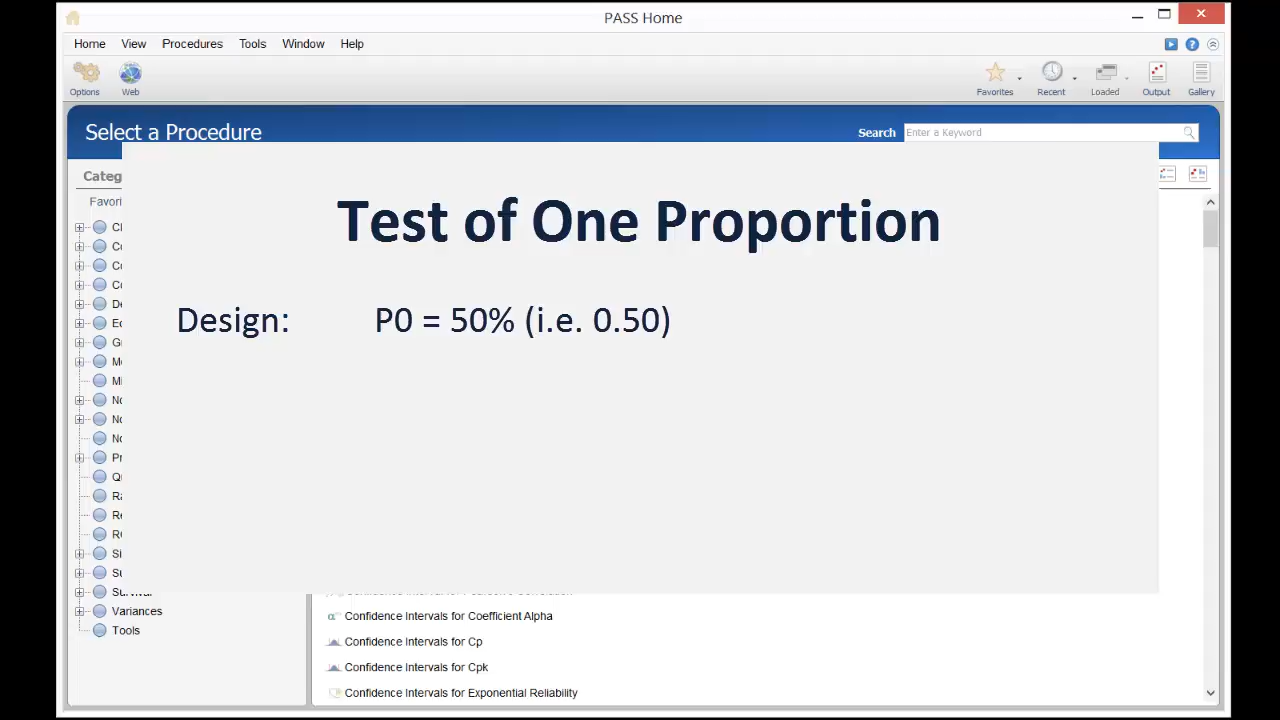 PASS Home
Home View Procedures Tools Window Help
Options Web Favorites Recent Loaded Output Gallery
Select a Procedure Search Enter a Keyword
Test of One Proportion
Design: P0 = 50% (i.e. 0.50)
Variances
Tools
Confidence Intervals for Coefficient Alpha
Confidence Intervals for Cp
Confidence Intervals for Cpk
Confidence Intervals for Exponential Reliability